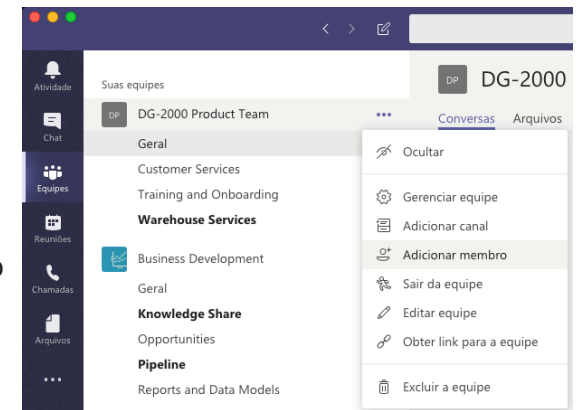 Atividade
Chat
Equipes
Reuniões
Chamadas
Arquivos
Suas equipes
DP DG-2000 Product Team
Geral
Customer Services
Training and Onboarding
Warehouse Services
Business Development
Geral
Knowledge Share
Opportunities
Pipeline
Reports and Data Models
DP DG-2000
Conversas Arquivos
Ocultar
Gerenciar equipe
Adicionar canal
Adicionar membro
Sair da equipe
Editar equipe
Obter link para a equipe
Excluir a equipe